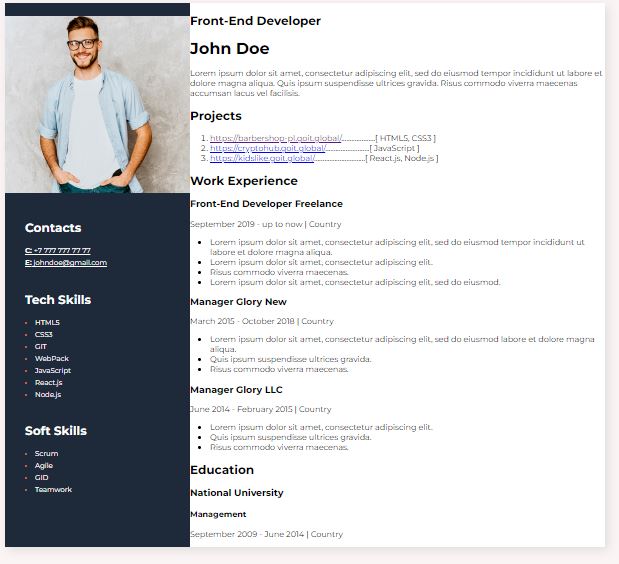 Contacts
C: +7 777 777 77 77
E: johndoe@gmail.com
Tech Skills
HTML5
CSS3
GIT
WebPack
JavaScript
React.js
Node.js
Soft Skills
Scrum
Agile
GID
Teamwork
Front-End Developer
John Doe
Lorem ipsum dolor sit amet, consectetur adipiscing elit, sed do eiusmod tempor incididunt ut labore et
dolore magna aliqua. Quis ipsum suspendisse ultrices gravida. Risus commodo viverra maecenas
accumsan lacus vel facilisis.
Projects
1. https://barbershop-pl.goit.global/..................[ HTML5, CSS3 ]
2. https://cryptohub.goit.global/.......................[ JavaScript ]
3. https://kidslike.goit.global/...........................[ React.js, Node.js ]
Work Experience
Front-End Developer Freelance
September 2019 - up to now | Country
Lorem ipsum dolor sit amet, consectetur adipiscing elit, sed do eiusmod tempor incididunt ut
labore et dolore magna aliqua.
Lorem ipsum dolor sit amet, consectetur adipiscing elit.
Risus commodo viverra maecenas.
Lorem ipsum dolor sit amet, consectetur adipiscing elit, sed do eiusmod.
Manager Glory New
March 2015 - October 2018 | Country
Lorem ipsum dolor sit amet, consectetur adipiscing elit, sed do eiusmod labore et dolore magna
aliqua.
Quis ipsum suspendisse ultrices gravida.
Risus commodo viverra maecenas.
Manager Glory LLC
June 2014 - February 2015 | Country
Lorem ipsum dolor sit amet, consectetur adipiscing elit.
Quis ipsum suspendisse ultrices gravida.
Risus commodo viverra maecenas.
Education
National University
Management
September 2009 - June 2014 | Country